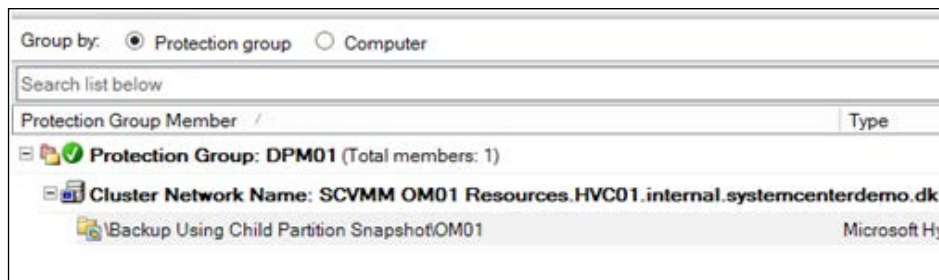 Group by: Protection group Computer
Search list below
Protection Group Member / Type
Protection Group: DPM01 (Total members: 1)
Cluster Network Name: SCVMM OM01 Resources.HVC01.internal.systemcenterdemo.dk
\Backup Using Child Partition Snapshot\OM01 Microsoft Hy